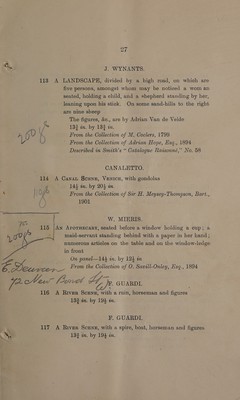 27
J. WYNANTS.
113 A LANDSCAPE, divided by a high road, on which are
five persons, amongst whom may be noticed a woman
seated, holding a child, and a shepherd standing by her,
leaning upon his stick. On some sand-hills to the right
are nine sheep
The figures, &c., are by Adrian Van de Velde
13½ in. by 15½ in.
From the Collection of M. Coclers, 1795
From the Collection of Adrian Hope, Esq., 1894
Described in Smith's "Catalogue Raisonné," No. 58
CANALETTO.
114 A CANAL SCENE, VENICE, with gondolas
14½ in. by 20½ in
From the Collection of Sir H. Meysey-Thompson, Bart.,
1901
W. MIERIS.
115 AN APOTHECARY, seated before a window holding a cup; a
maid-servant standing behind with a paper in her hand;
numerous articles on the table and on the window-ledge
in front
On panel—14½ in. by 12½ in
From the Collection of O. Bovill-Onley, Esq., 1894
Bond St
F. GUARDI.
116 A RIVER SCENE, with a ruin, horseman and figures
13½ in. by 19½ in.
F. GUARDI.
117 A RIVER SCENE, with a spire, boat, horseman and figures
13½ in. by 19½ in.